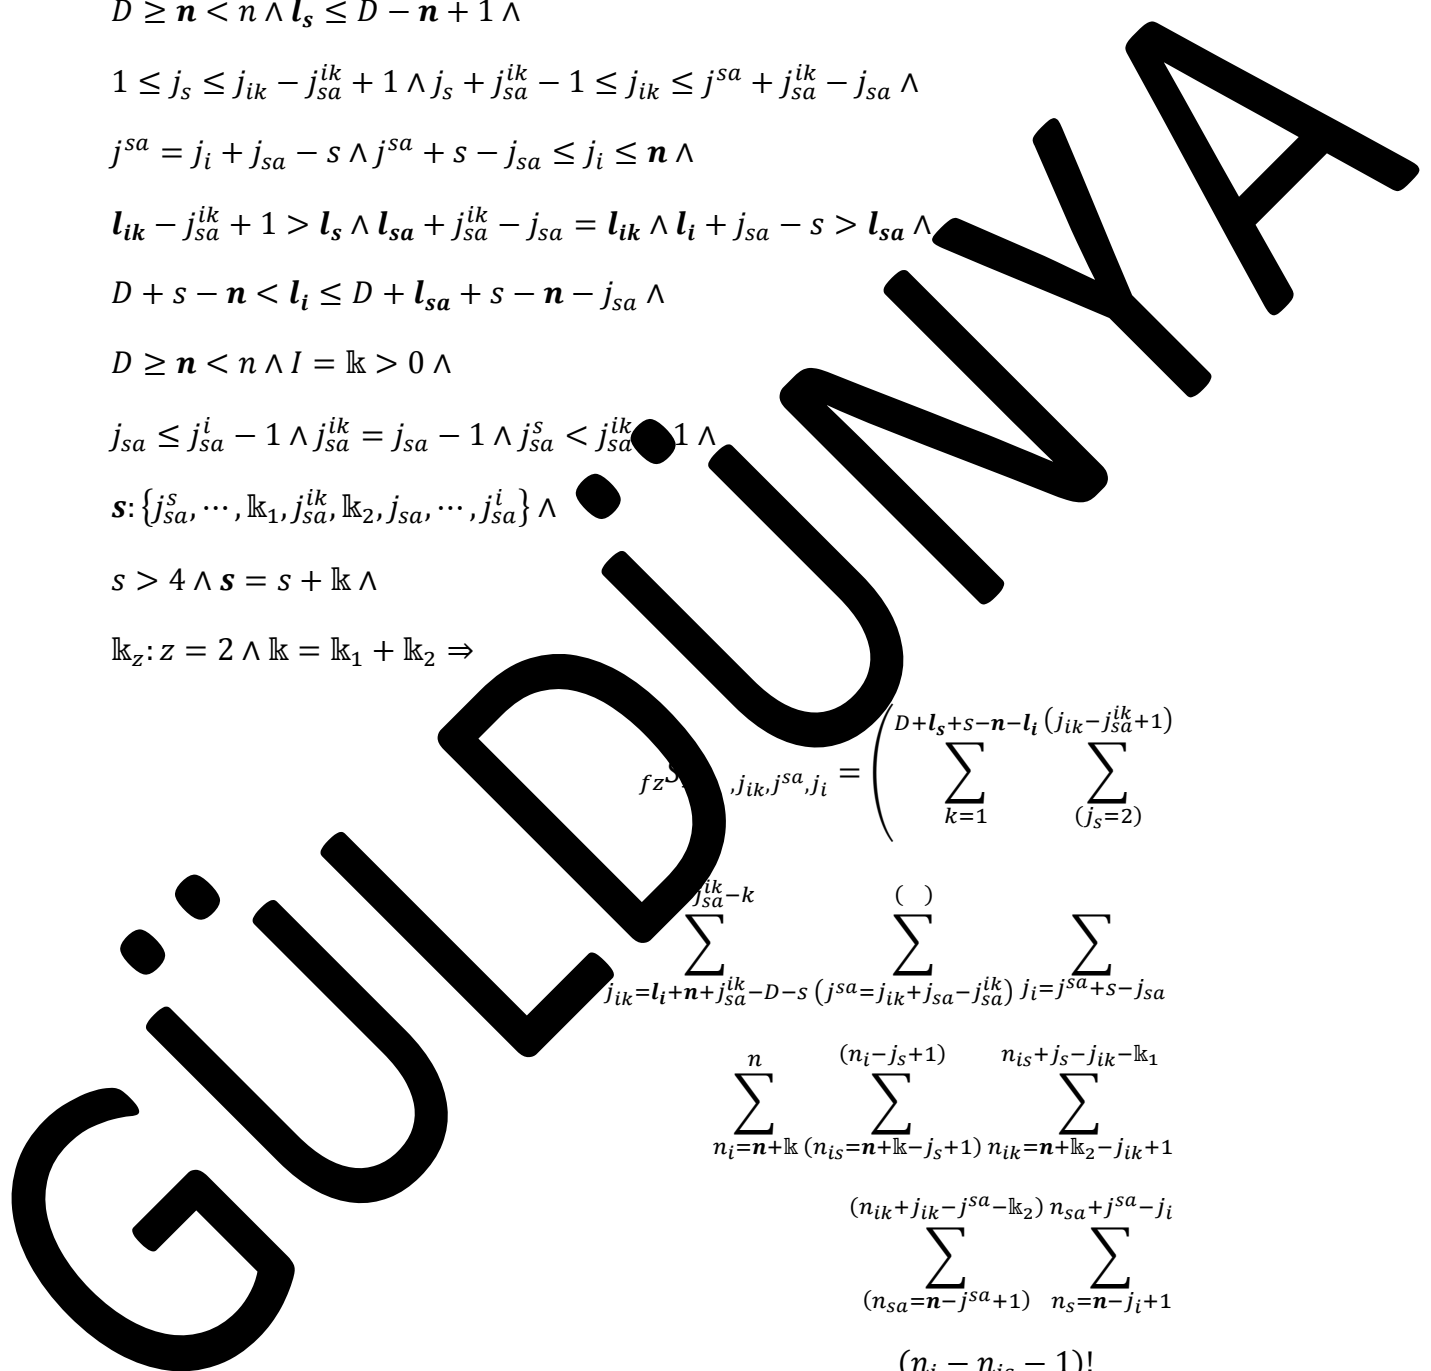 D ≥ n < n ∧ l_s ≤ D − n + 1 ∧
1 ≤ j_s ≤ j_{ik} − j_{sa}^{ik} + 1 ∧ j_s + j_{sa}^{ik} − 1 ≤ j_{ik} ≤ j^{sa} + j_{sa}^{ik} − j_{sa} ∧
j^{sa} = j_i + j_{sa} − s ∧ j^{sa} + s − j_{sa} ≤ j_i ≤ n ∧
l_{ik} − j_{sa}^{ik} + 1 > l_s ∧ l_{sa} + j_{sa}^{ik} − j_{sa} = l_{ik} ∧ l_i + j_{sa} − s > l_{sa} ∧
D + s − n < l_i ≤ D + l_{sa} + s − n − j_{sa} ∧
D ≥ n < n ∧ I = 𝕜 > 0 ∧
j_{sa} ≤ j_{sa}^i − 1 ∧ j_{sa}^{ik} = j_{sa} − 1 ∧ j_{sa}^s < j_{sa}^{ik} 1 ∧
s: {j_{sa}^s, ⋯, 𝕜_1, j_{sa}^{ik}, 𝕜_2, j_{sa}, ⋯, j_{sa}^i} ∧
s > 4 ∧ s = s + 𝕜 ∧
𝕜_z: z = 2 ∧ 𝕜 = 𝕜_1 + 𝕜_2 ⇒
_{fz}S_{,j_{ik},j^{sa},j_i} = ( ∑_{k=1}^{D+l_s+s−n−l_i} ∑_{(j_s=2)}^{(j_{ik}−j_{sa}^{ik}+1)}
∑_{j_{ik}=l_i+n+j_{sa}^{ik}−D−s}^{j_{sa}^{ik}−k} ∑_{(j^{sa}=j_{ik}+j_{sa}−j_{sa}^{ik})}^{( )} ∑_{j_i=j^{sa}+s−j_{sa}}
∑_{n_i=n+𝕜}^{n} ∑_{(n_{is}=n+𝕜−j_s+1)}^{(n_i−j_s+1)} ∑_{n_{ik}=n+𝕜_2−j_{ik}+1}^{n_{is}+j_s−j_{ik}−𝕜_1}
∑_{(n_{sa}=n−j^{sa}+1)}^{(n_{ik}+j_{ik}−j^{sa}−𝕜_2)} ∑_{n_s=n−j_i+1}^{n_{sa}+j^{sa}−j_i}
(n_i − n_{is} − 1)!
GÜLDÜNYA